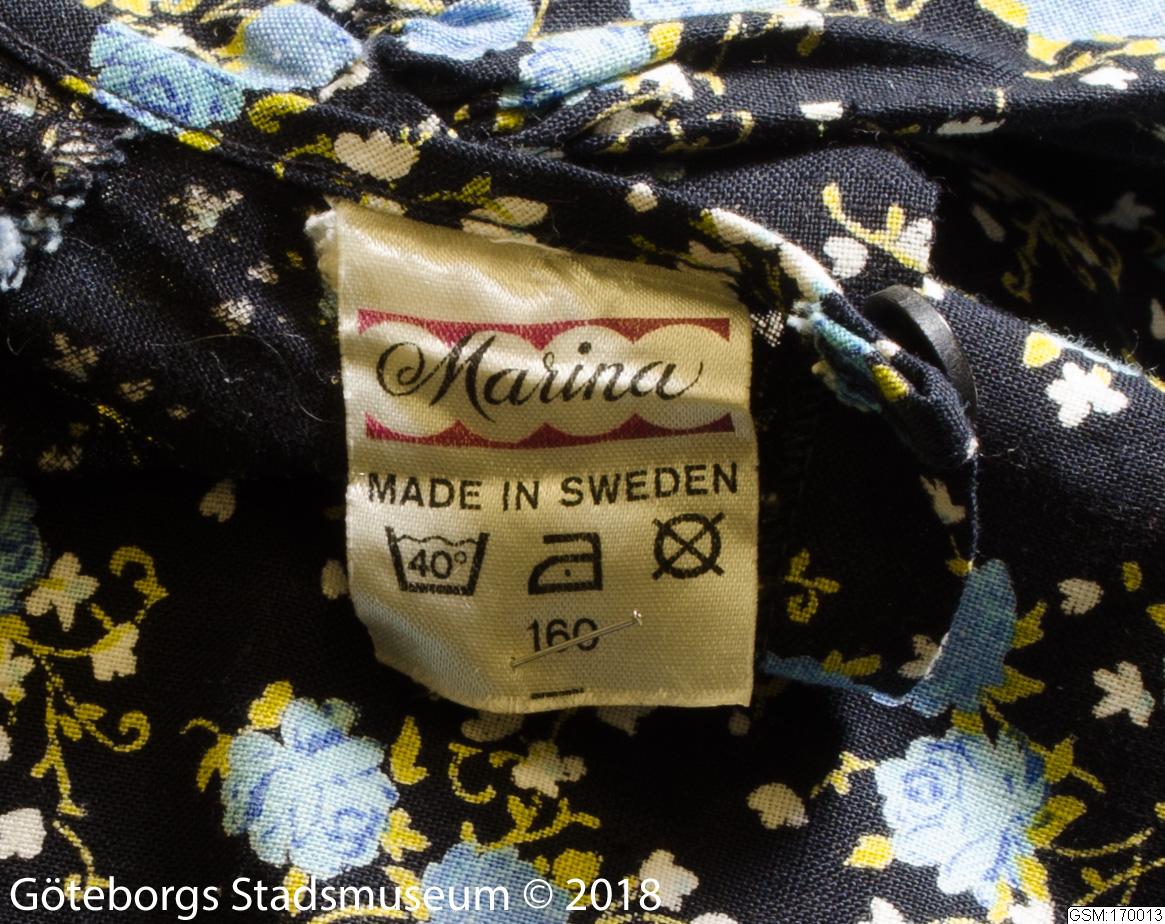 Marina
MADE IN SWEDEN
40°
160
Göteborgs Stadsmuseum © 2018
GSM:170013